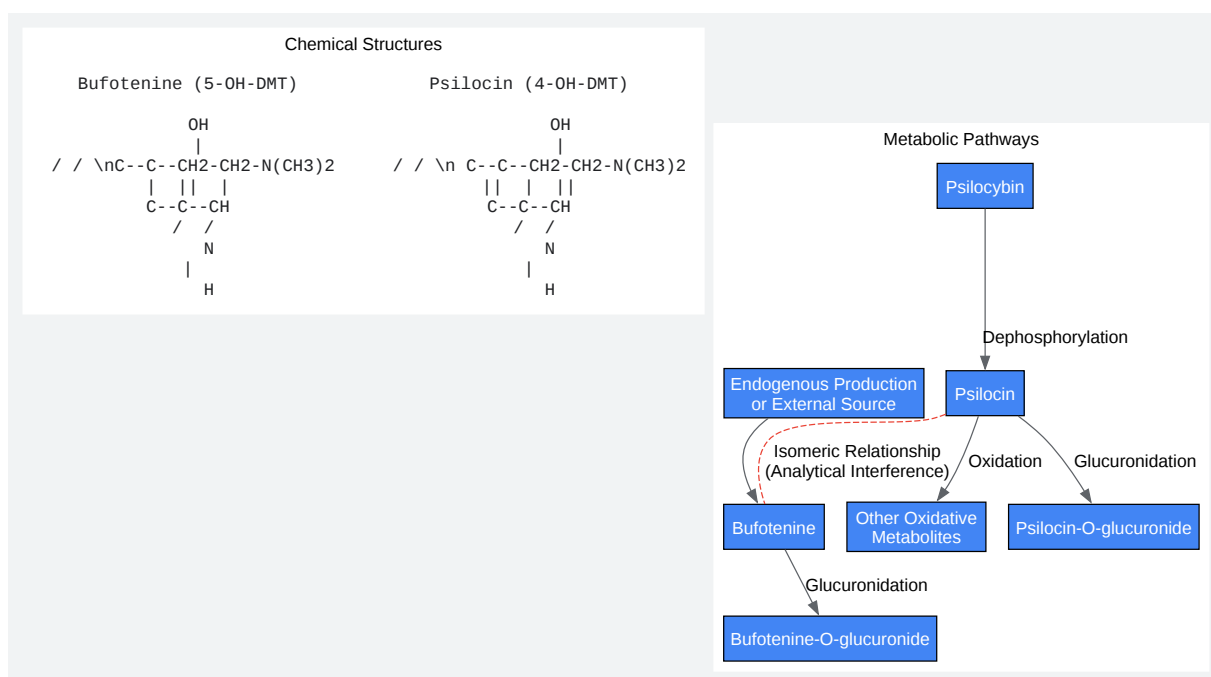 Chemical Structures
Bufotenine (5-OH-DMT)
OH
|
/ / \nC--C--CH2-CH2-N(CH3)2
| || |
C--C--CH
/ /
N
|
H
Psilocin (4-OH-DMT)
OH
|
/ / \n C--C--CH2-CH2-N(CH3)2
|| | ||
C--C--CH
/ /
N
|
H
Metabolic Pathways
Psilocybin
Dephosphorylation
Endogenous Production
or External Source
Psilocin
Isomeric Relationship
(Analytical Interference)
Oxidation
Glucuronidation
Bufotenine
Other Oxidative
Metabolites
Psilocin-O-glucuronide
Glucuronidation
Bufotenine-O-glucuronide